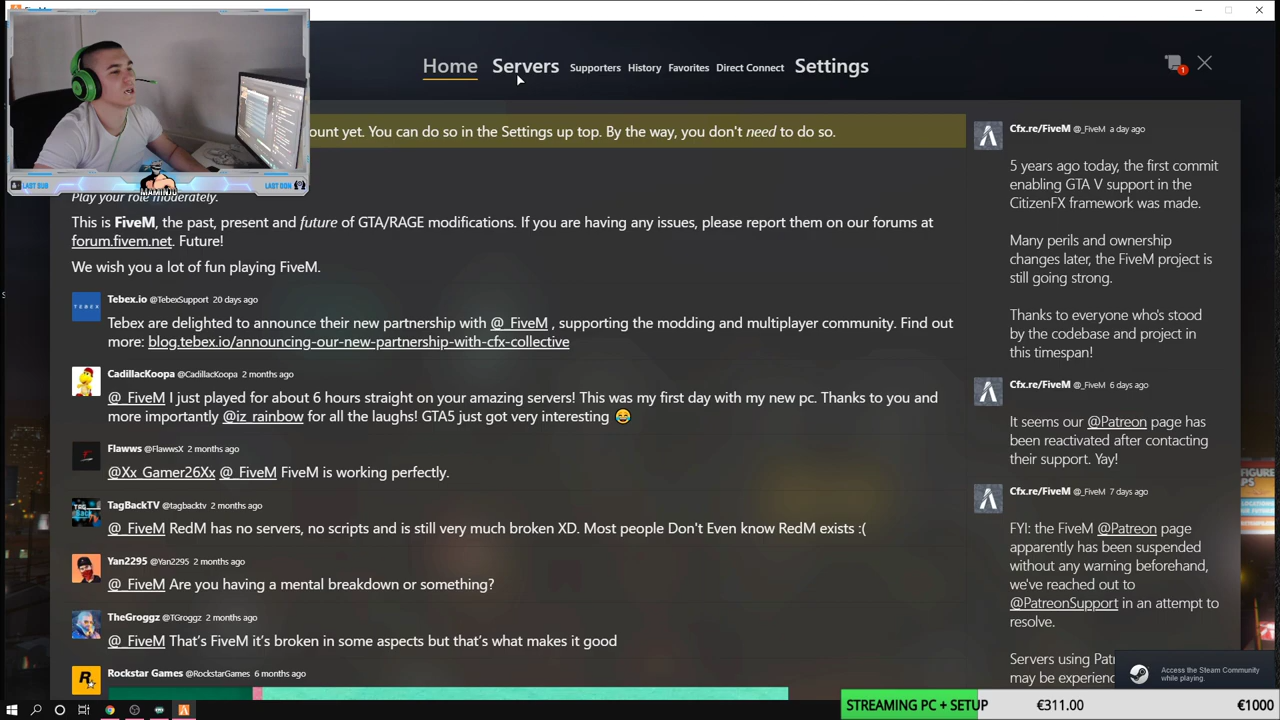 Home Servers Supporters History Favorites Direct Connect Settings
1
ount yet. You can do so in the Settings up top. By the way, you don't need to do so.
LAST SUB
MAMINJO
LAST DON
Play your role moderately.
This is FiveM, the past, present and future of GTA/RAGE modifications. If you are having any issues, please report them on our forums at
forum.fivem.net. Future!
We wish you a lot of fun playing FiveM.
Tebex.io @TebexSupport 20 days ago
TEBEX
Tebex are delighted to announce their new partnership with @_FiveM , supporting the modding and multiplayer community. Find out
more: blog.tebex.io/announcing-our-new-partnership-with-cfx-collective
CadillacKoopa @CadillacKoopa 2 months ago
@_FiveM I just played for about 6 hours straight on your amazing servers! This was my first day with my new pc. Thanks to you and
more importantly @iz_rainbow for all the laughs! GTA5 just got very interesting 😂
Flawws @FlawwsX 2 months ago
@Xx_Gamer26Xx @_FiveM FiveM is working perfectly.
TagBackTV @tagbacktv 2 months ago
@_FiveM RedM has no servers, no scripts and is still very much broken XD. Most people Don't Even know RedM exists :(
Yan2295 @Yan2295 2 months ago
@_FiveM Are you having a mental breakdown or something?
TheGroggz @TGroggz 2 months ago
@_FiveM That's FiveM it's broken in some aspects but that's what makes it good
Rockstar Games @RockstarGames 6 months ago
Cfx.re/FiveM @_FiveM a day ago
5 years ago today, the first commit
enabling GTA V support in the
CitizenFX framework was made.
Many perils and ownership
changes later, the FiveM project is
still going strong.
Thanks to everyone who's stood
by the codebase and project in
this timespan!
Cfx.re/FiveM @_FiveM 6 days ago
It seems our @Patreon page has
been reactivated after contacting
their support. Yay!
Cfx.re/FiveM @_FiveM 7 days ago
FYI: the FiveM @Patreon page
apparently has been suspended
without any warning beforehand,
we've reached out to
@PatreonSupport in an attempt to
resolve.
Servers using Pat
may be experienc
Access the Steam Community
while playing.
STREAMING PC + SETUP €311.00 €1000